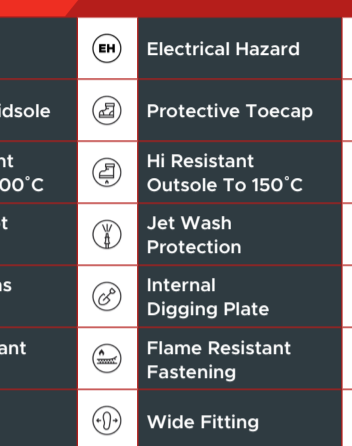 EH Electrical Hazard
idsole Protective Toecap
nt Hi Resistant
00°C Outsole To 150°C
t Jet Wash
Protection
ns Internal
Digging Plate
ant Flame Resistant
Fastening
Wide Fitting